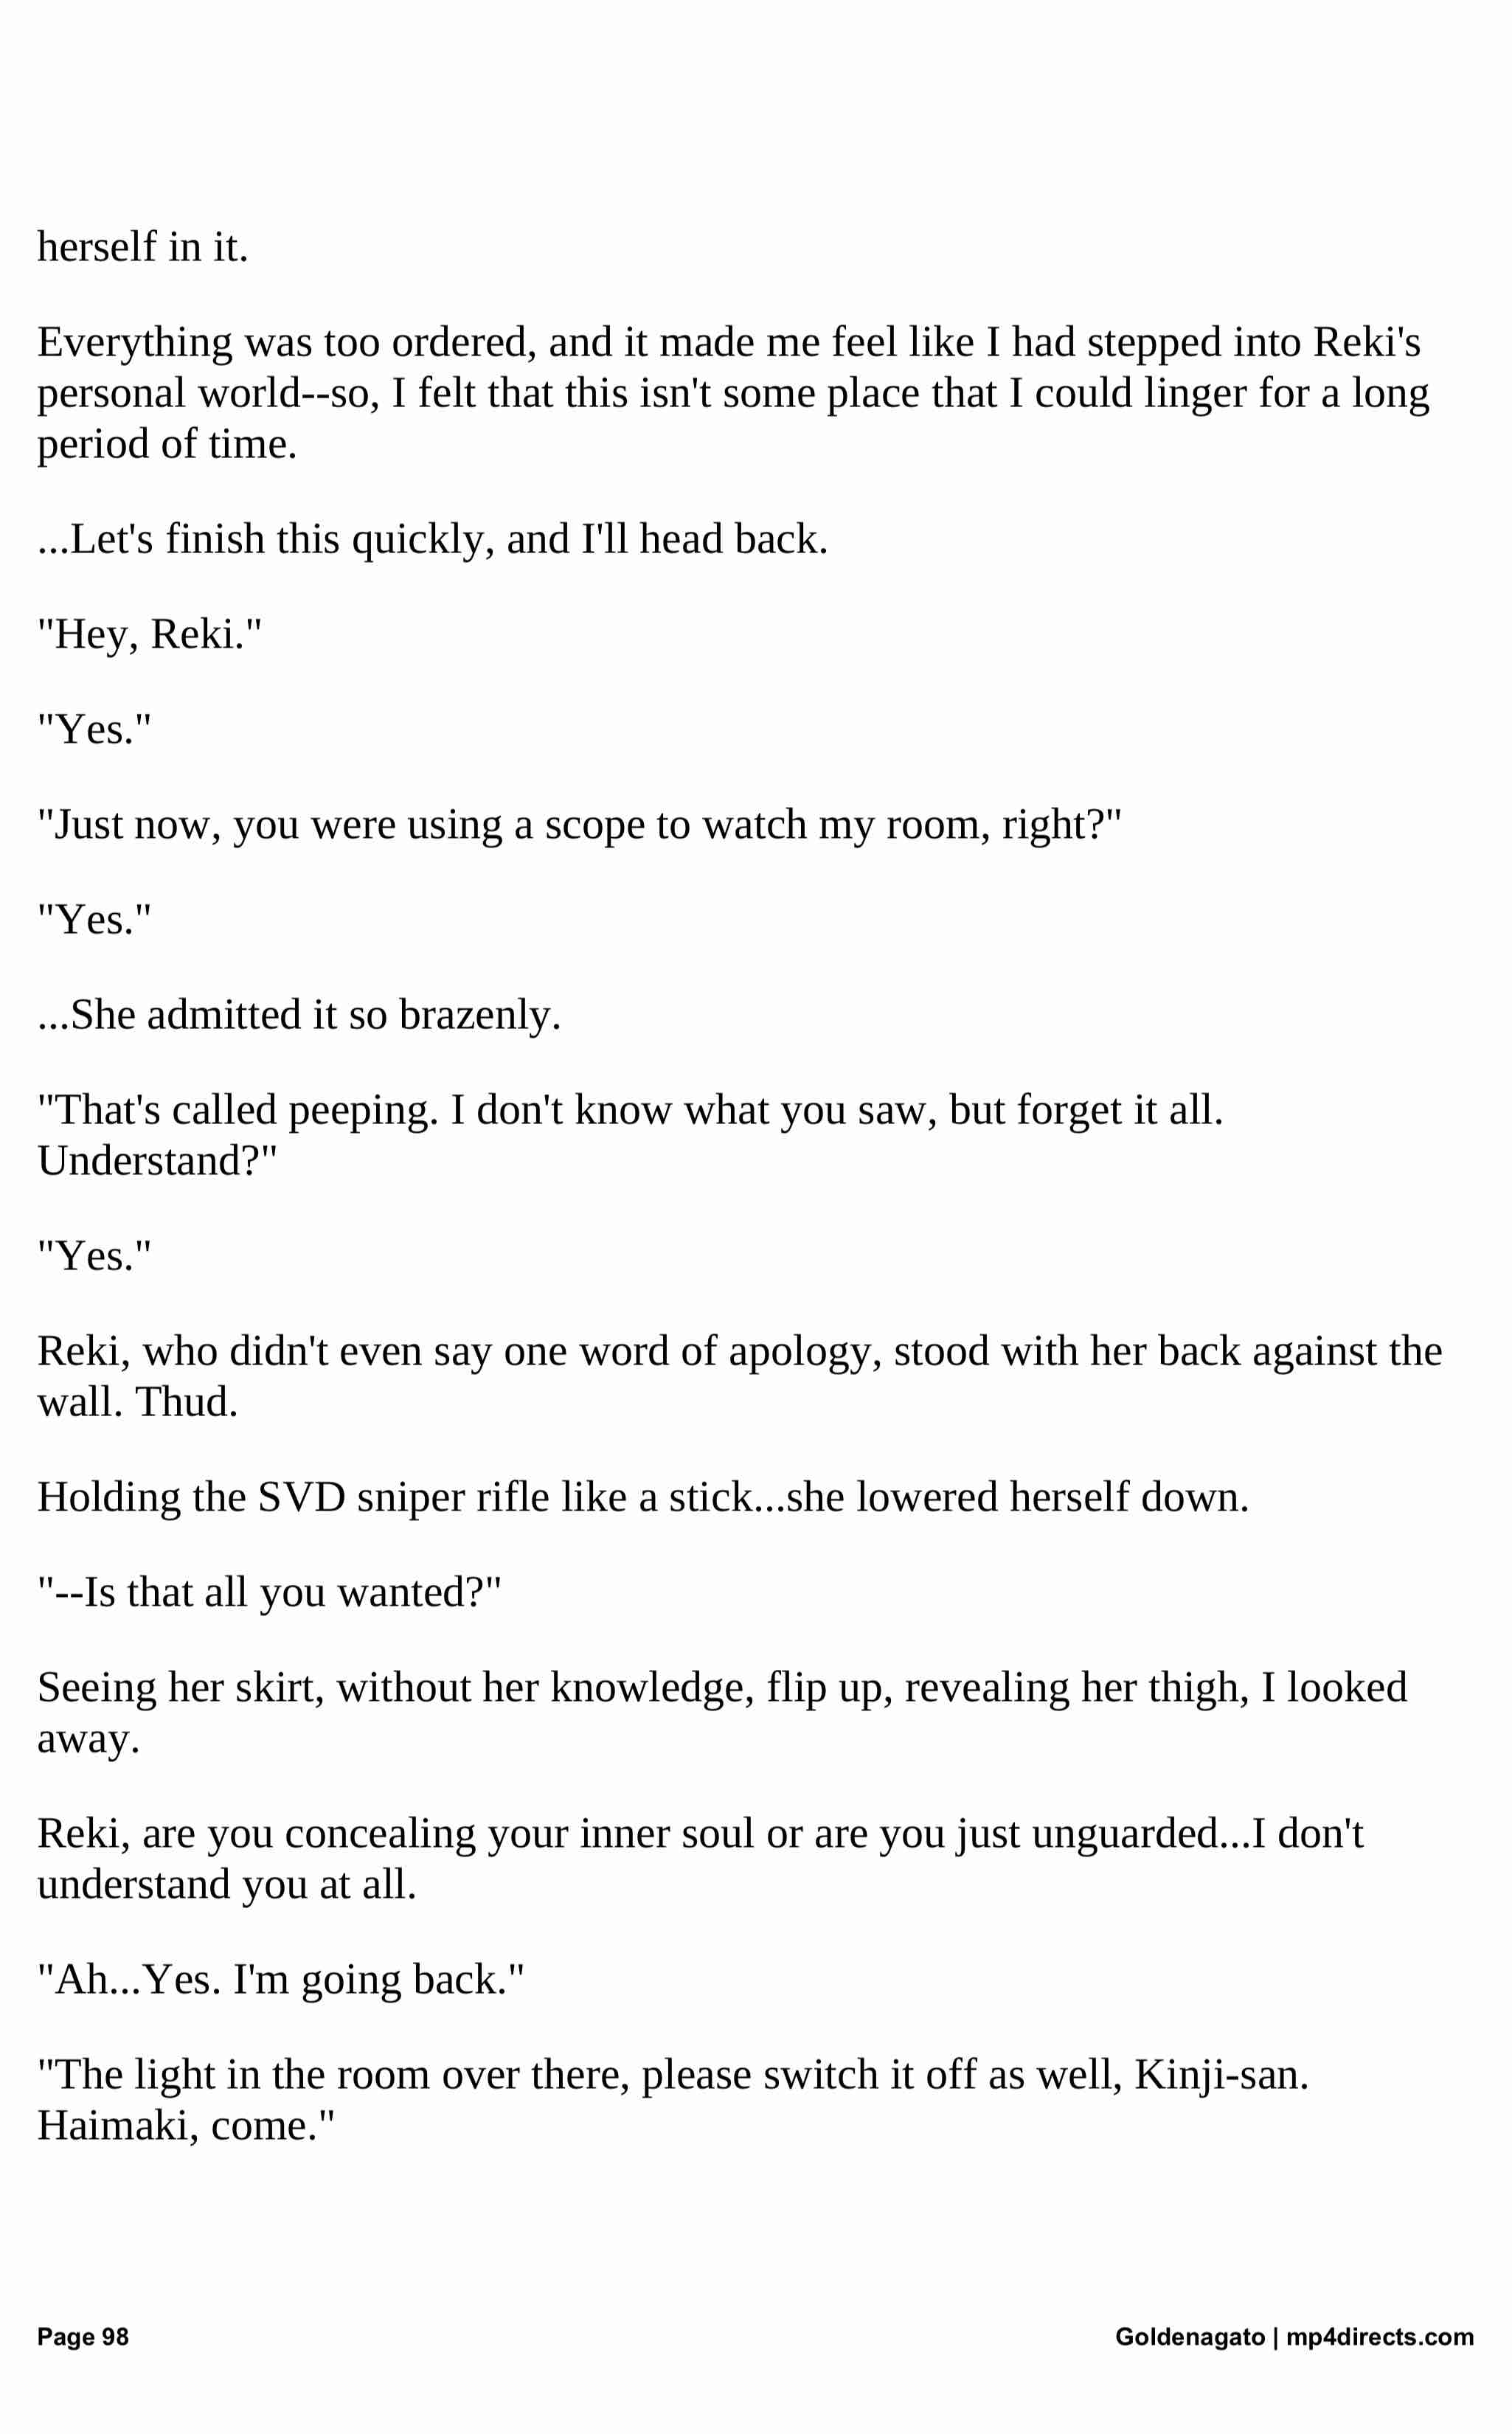 herself in it.
Everything was too ordered, and it made me feel like I had stepped into Reki's
personal world--so, I felt that this isn't some place that I could linger for a long
period of time.
...Let's finish this quickly, and I'll head back.
"Hey, Reki."
"Yes."
"Just now, you were using a scope to watch my room, right?"
"Yes."
...She admitted it so brazenly.
"That's called peeping. I don't know what you saw, but forget it all.
Understand?"
"Yes."
Reki, who didn't even say one word of apology, stood with her back against the
wall. Thud.
Holding the SVD sniper rifle like a stick...she lowered herself down.
"--Is that all you wanted?"
Seeing her skirt, without her knowledge, flip up, revealing her thigh, I looked
away.
Reki, are you concealing your inner soul or are you just unguarded...I don't
understand you at all.
"Ah...Yes. I'm going back."
"The light in the room over there, please switch it off as well, Kinji-san.
Haimaki, come."
Page 98 Goldenagato | mp4directs.com